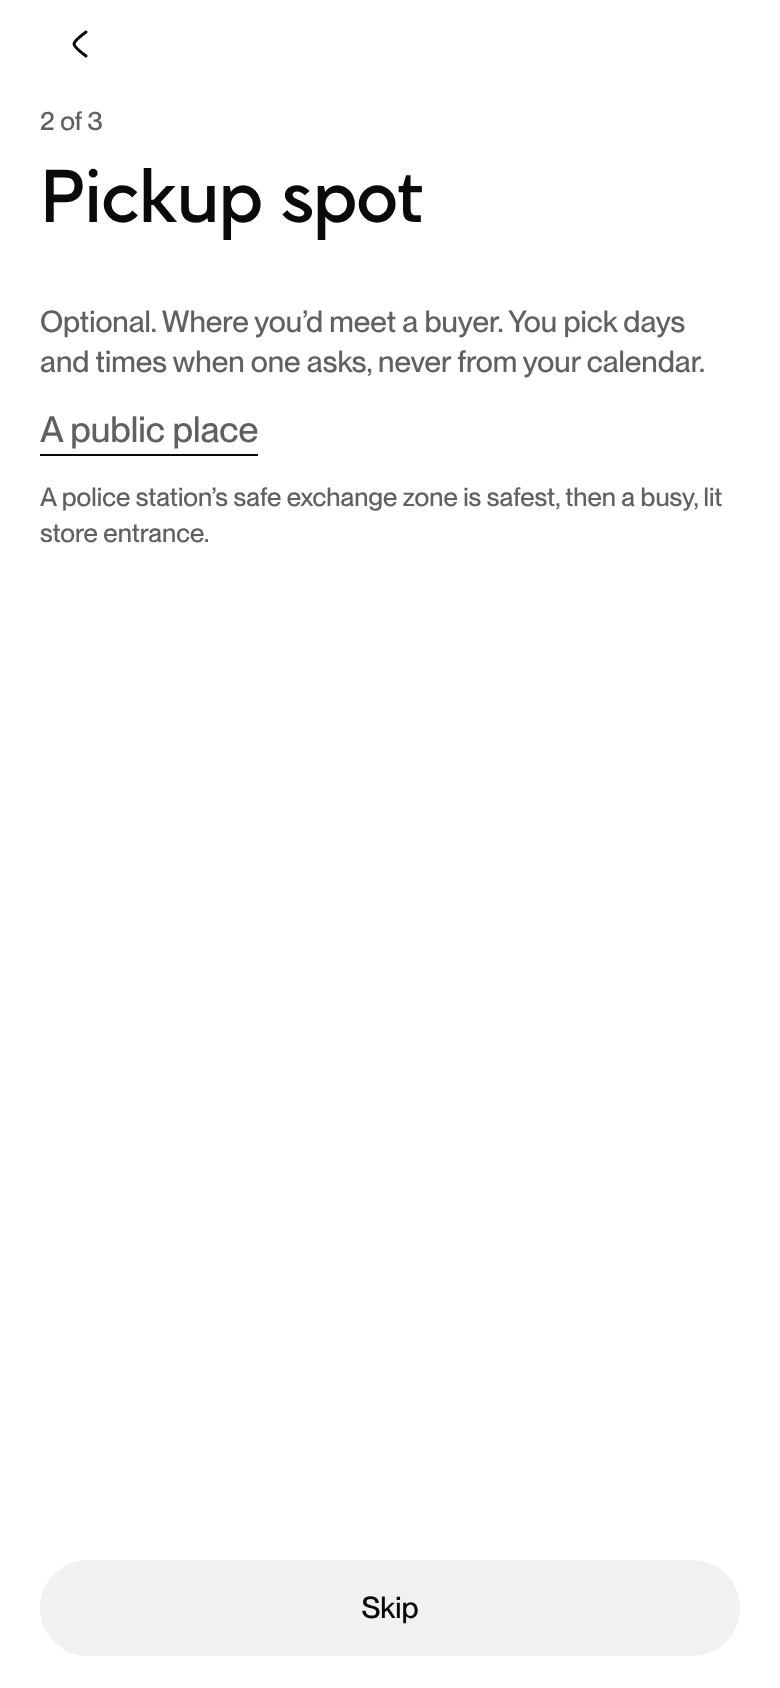 2 of 3
Pickup spot
Optional. Where you’d meet a buyer. You pick days
and times when one asks, never from your calendar.
A public place
A police station’s safe exchange zone is safest, then a busy, lit
store entrance.
Skip